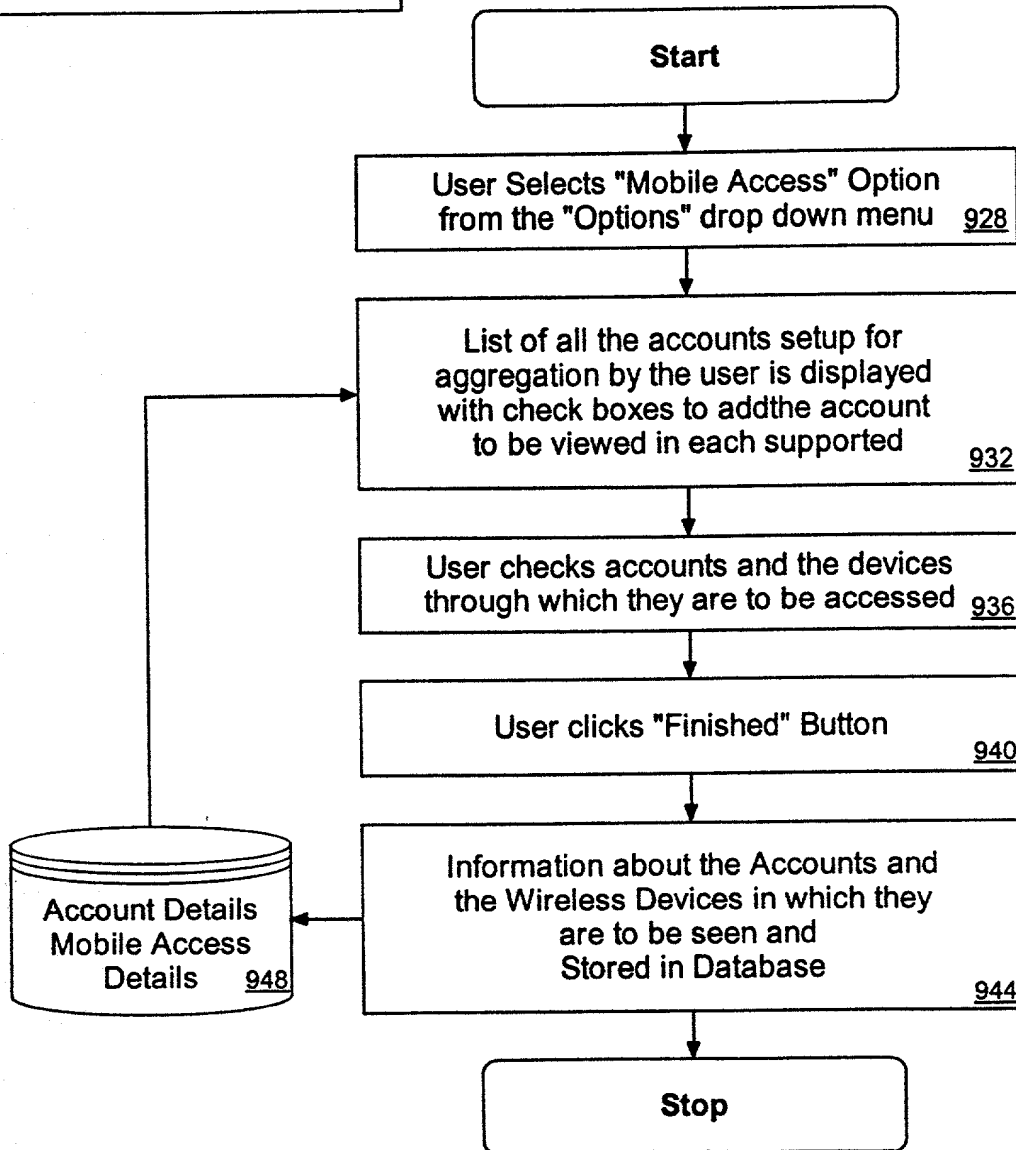 Start
User Selects "Mobile Access" Option
from the "Options" drop down menu 928
List of all the accounts setup for
aggregation by the user is displayed
with check boxes to addthe account
to be viewed in each supported
932
User checks accounts and the devices
through which they are to be accessed 936
User clicks "Finished" Button
940
Information about the Accounts and
the Wireless Devices in which they
are to be seen and
Stored in Database
944
Account Details
Mobile Access
Details 948
Stop